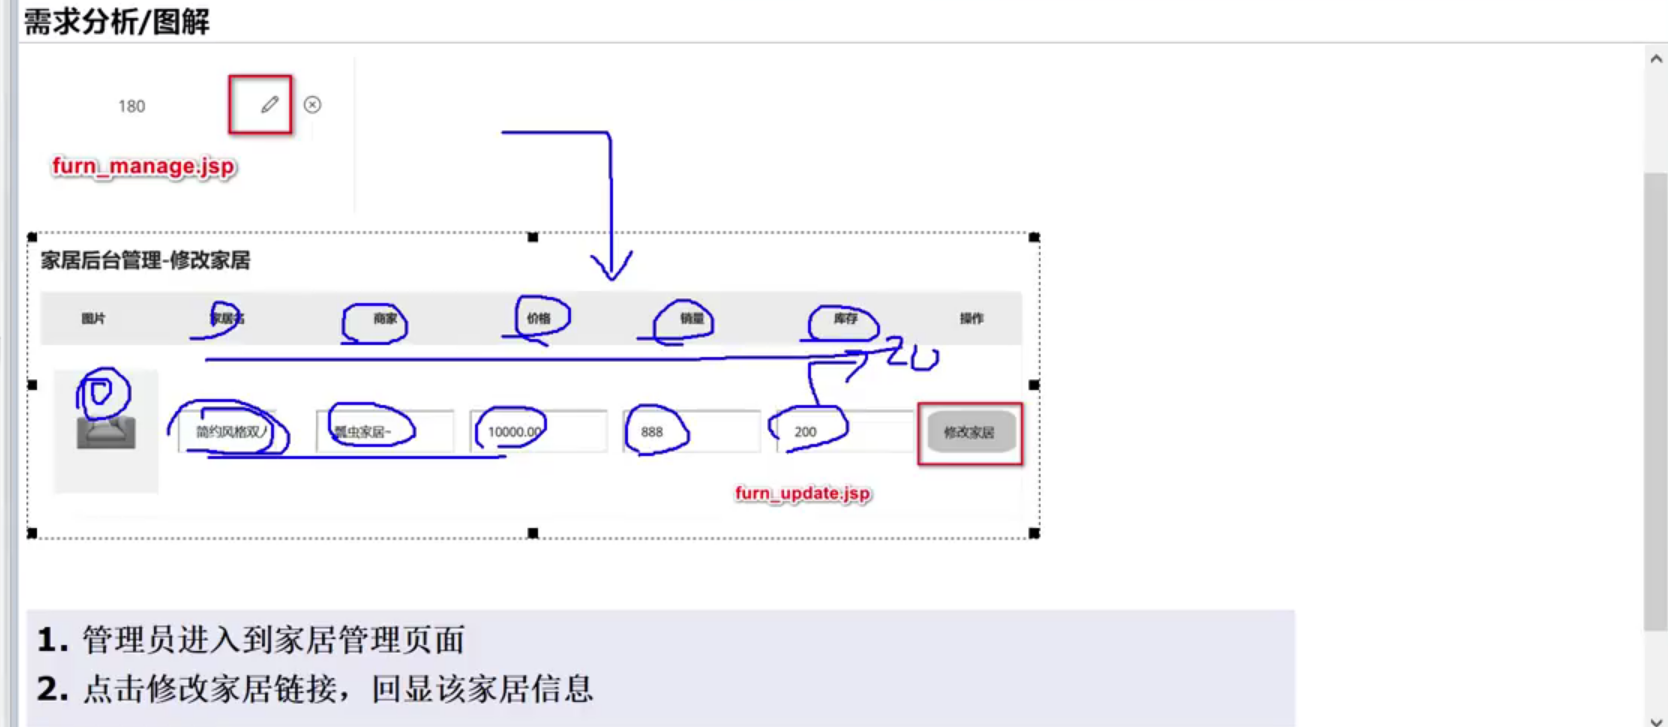 需求分析/图解
180
furn_manage.jsp
家居后台管理-修改家居
图片 家居名 商家 价格 销量 库存 操作
20
简约风格双人 瓢虫家居~ 10000.00 888 200 修改家居
furn_update.jsp
1. 管理员进入到家居管理页面
2. 点击修改家居链接，回显该家居信息